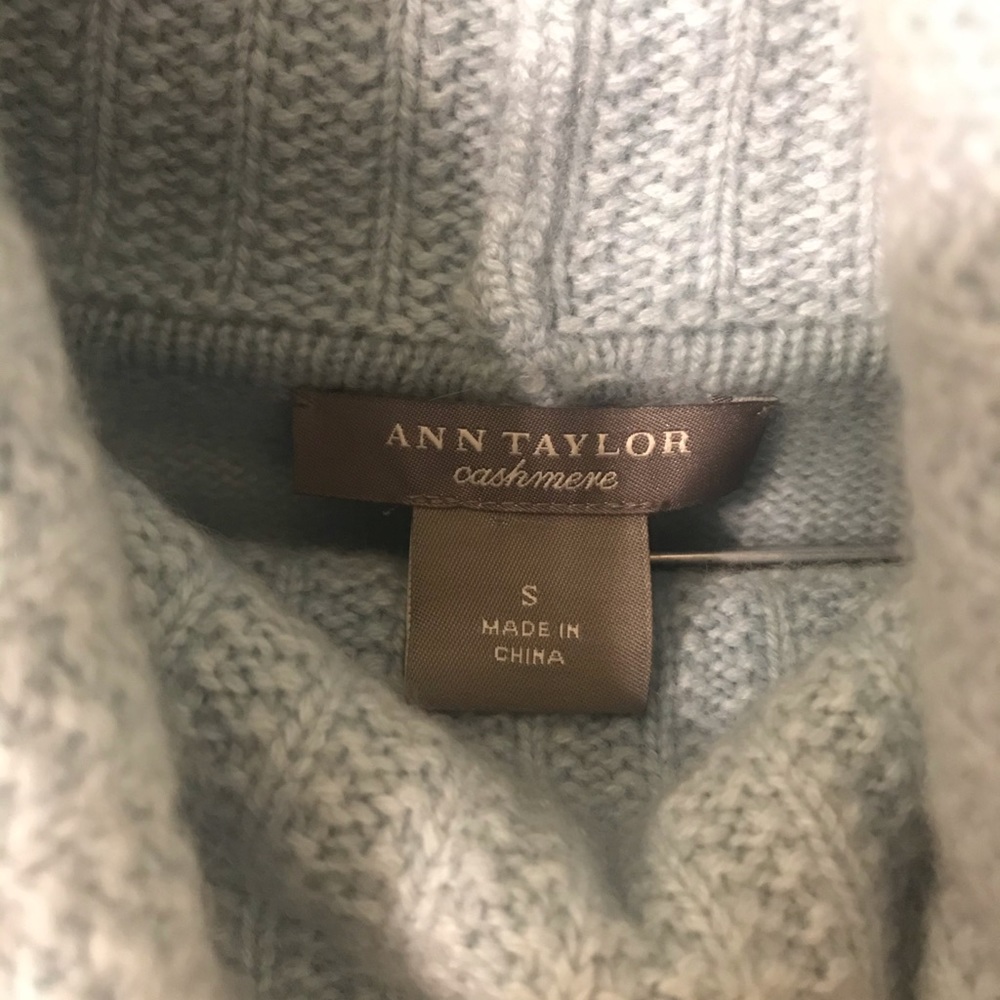 ANN TAYLOR
cashmere
S
MADE IN
CHINA